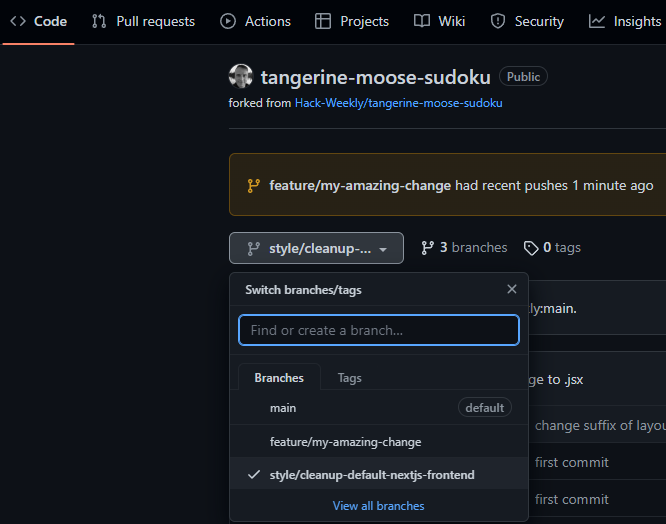 Code Pull requests Actions Projects Wiki Security Insights
tangerine-moose-sudoku Public
forked from Hack-Weekly/tangerine-moose-sudoku
feature/my-amazing-change had recent pushes 1 minute ago
style/cleanup-... 3 branches 0 tags
Switch branches/tags
ly:main.
Find or create a branch...
Branches Tags
ge to .jsx
main default
change suffix of layou
feature/my-amazing-change
first commit
style/cleanup-default-nextjs-frontend
first commit
View all branches